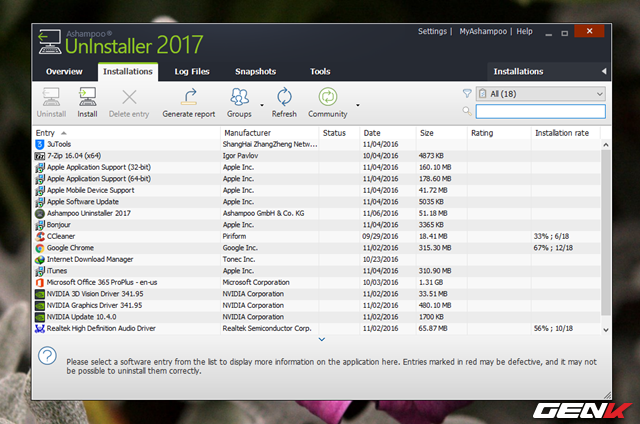 Ashampoo®
UnInstaller 2017
Settings | MyAshampoo | Help
Overview Installations Log Files Snapshots Tools Installations
Uninstall Install Delete entry Generate report Groups Refresh Community All (18)
Entry Manufacturer Status Date Size Rating Installation rate
3uTools ShangHai ZhangZheng Netw... 11/04/2016
7-Zip 16.04 (x64) Igor Pavlov 10/04/2016 4873 KB
Apple Application Support (32-bit) Apple Inc. 11/04/2016 160.10 MB
Apple Application Support (64-bit) Apple Inc. 11/04/2016 178.60 MB
Apple Mobile Device Support Apple Inc. 11/04/2016 41.72 MB
Apple Software Update Apple Inc. 11/04/2016 5035 KB
Ashampoo Uninstaller 2017 Ashampoo GmbH & Co. KG 11/06/2016 51.18 MB
Bonjour Apple Inc. 11/04/2016 3365 KB
CCleaner Piriform 09/29/2016 18.41 MB 33% ; 6/18
Google Chrome Google Inc. 11/02/2016 315.30 MB 67% ; 12/18
Internet Download Manager Tonec Inc. 10/23/2016
iTunes Apple Inc. 11/04/2016 310.90 MB
Microsoft Office 365 ProPlus - en-us Microsoft Corporation 10/03/2016 1.31 GB
NVIDIA 3D Vision Driver 341.95 NVIDIA Corporation 11/02/2016 33.51 MB
NVIDIA Graphics Driver 341.95 NVIDIA Corporation 11/02/2016 480.10 MB
NVIDIA Update 10.4.0 NVIDIA Corporation 11/02/2016 1700 KB
Realtek High Definition Audio Driver Realtek Semiconductor Corp. 11/02/2016 65.87 MB 56% ; 10/18
Please select a software entry from the list to display more information on the application here. Entries marked in red may be defective, and it may not
be possible to uninstall them correctly.
GENK